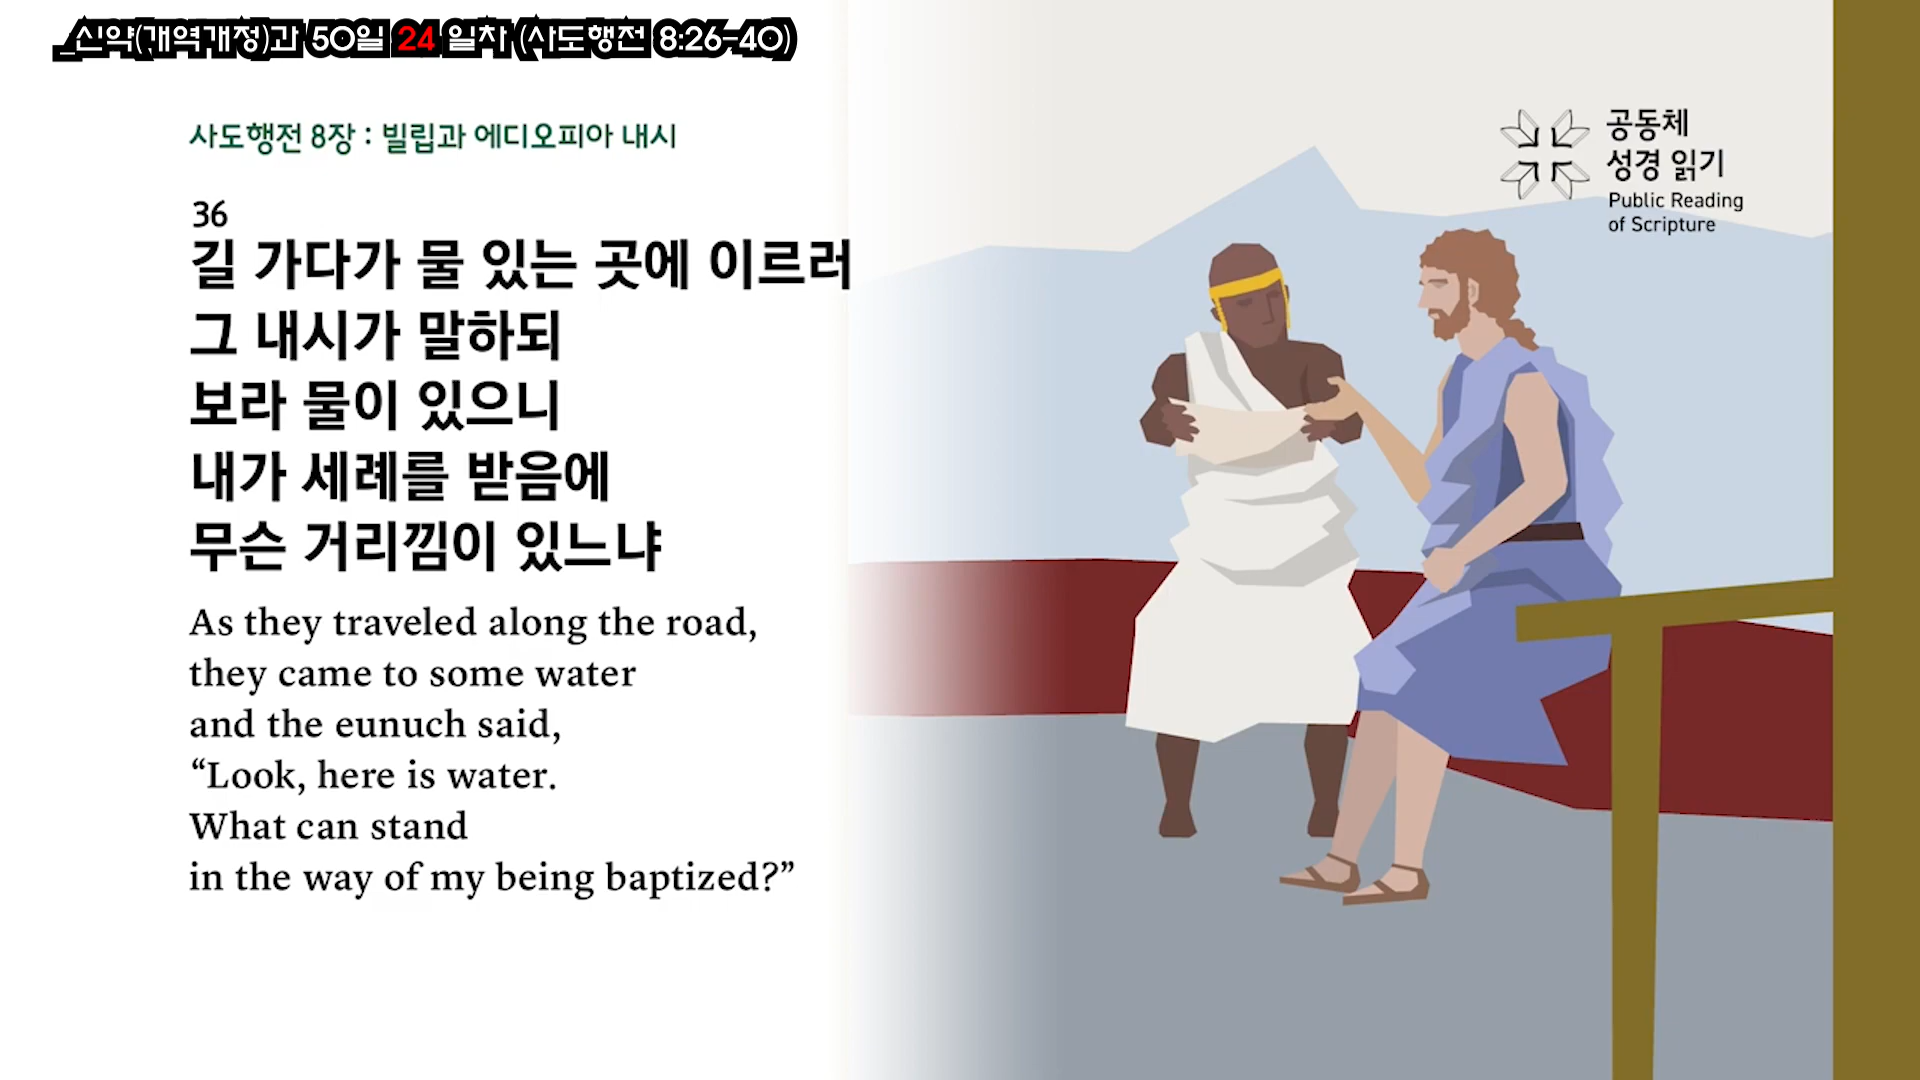 신약(개역개정)과 50일 24 일차 (사도행전 8:26-40)
사도행전 8장 : 빌립과 에디오피아 내시
36
길 가다가 물 있는 곳에 이르러
그 내시가 말하되
보라 물이 있으니
내가 세례를 받음에
무슨 거리낌이 있느냐
As they traveled along the road,
they came to some water
and the eunuch said,
“Look, here is water.
What can stand
in the way of my being baptized?”
공동체
성경 읽기
Public Reading
of Scripture